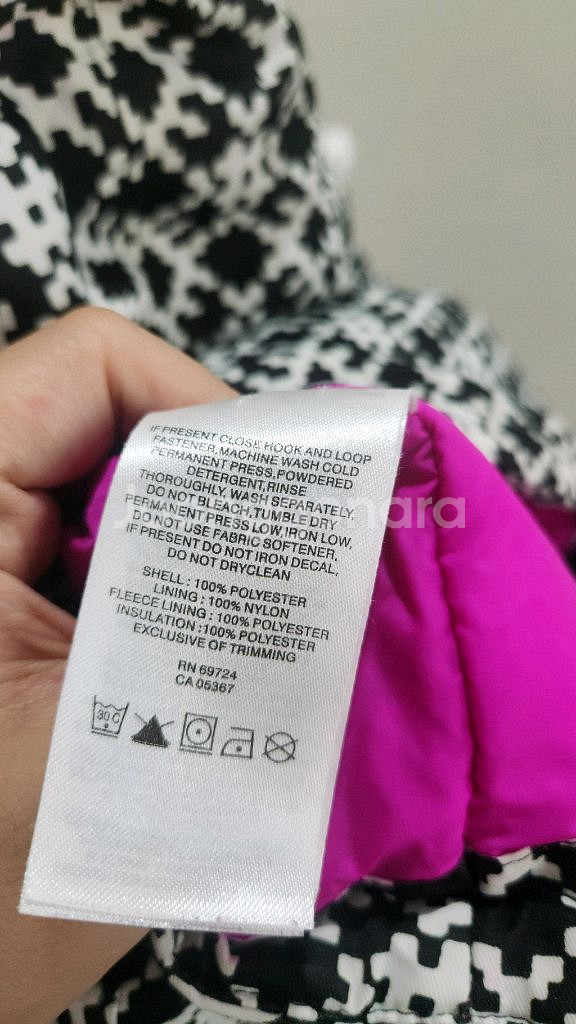 IF PRESENT CLOSE HOOK AND LOOP
FASTENER, MACHINE WASH COLD
PERMANENT PRESS, POWDERED
DETERGENT, RINSE
THOROUGHLY, WASH SEPARATELY,
DO NOT BLEACH, TUMBLE DRY
PERMANENT PRESS LOW, IRON LOW,
DO NOT USE FABRIC SOFTENER,
IF PRESENT DO NOT IRON DECAL,
DO NOT DRYCLEAN
SHELL : 100% POLYESTER
LINING : 100% NYLON
FLEECE LINING : 100% POLYESTER
INSULATION :100% POLYESTER
EXCLUSIVE OF TRIMMING
RN 69724
CA 05367
30 C